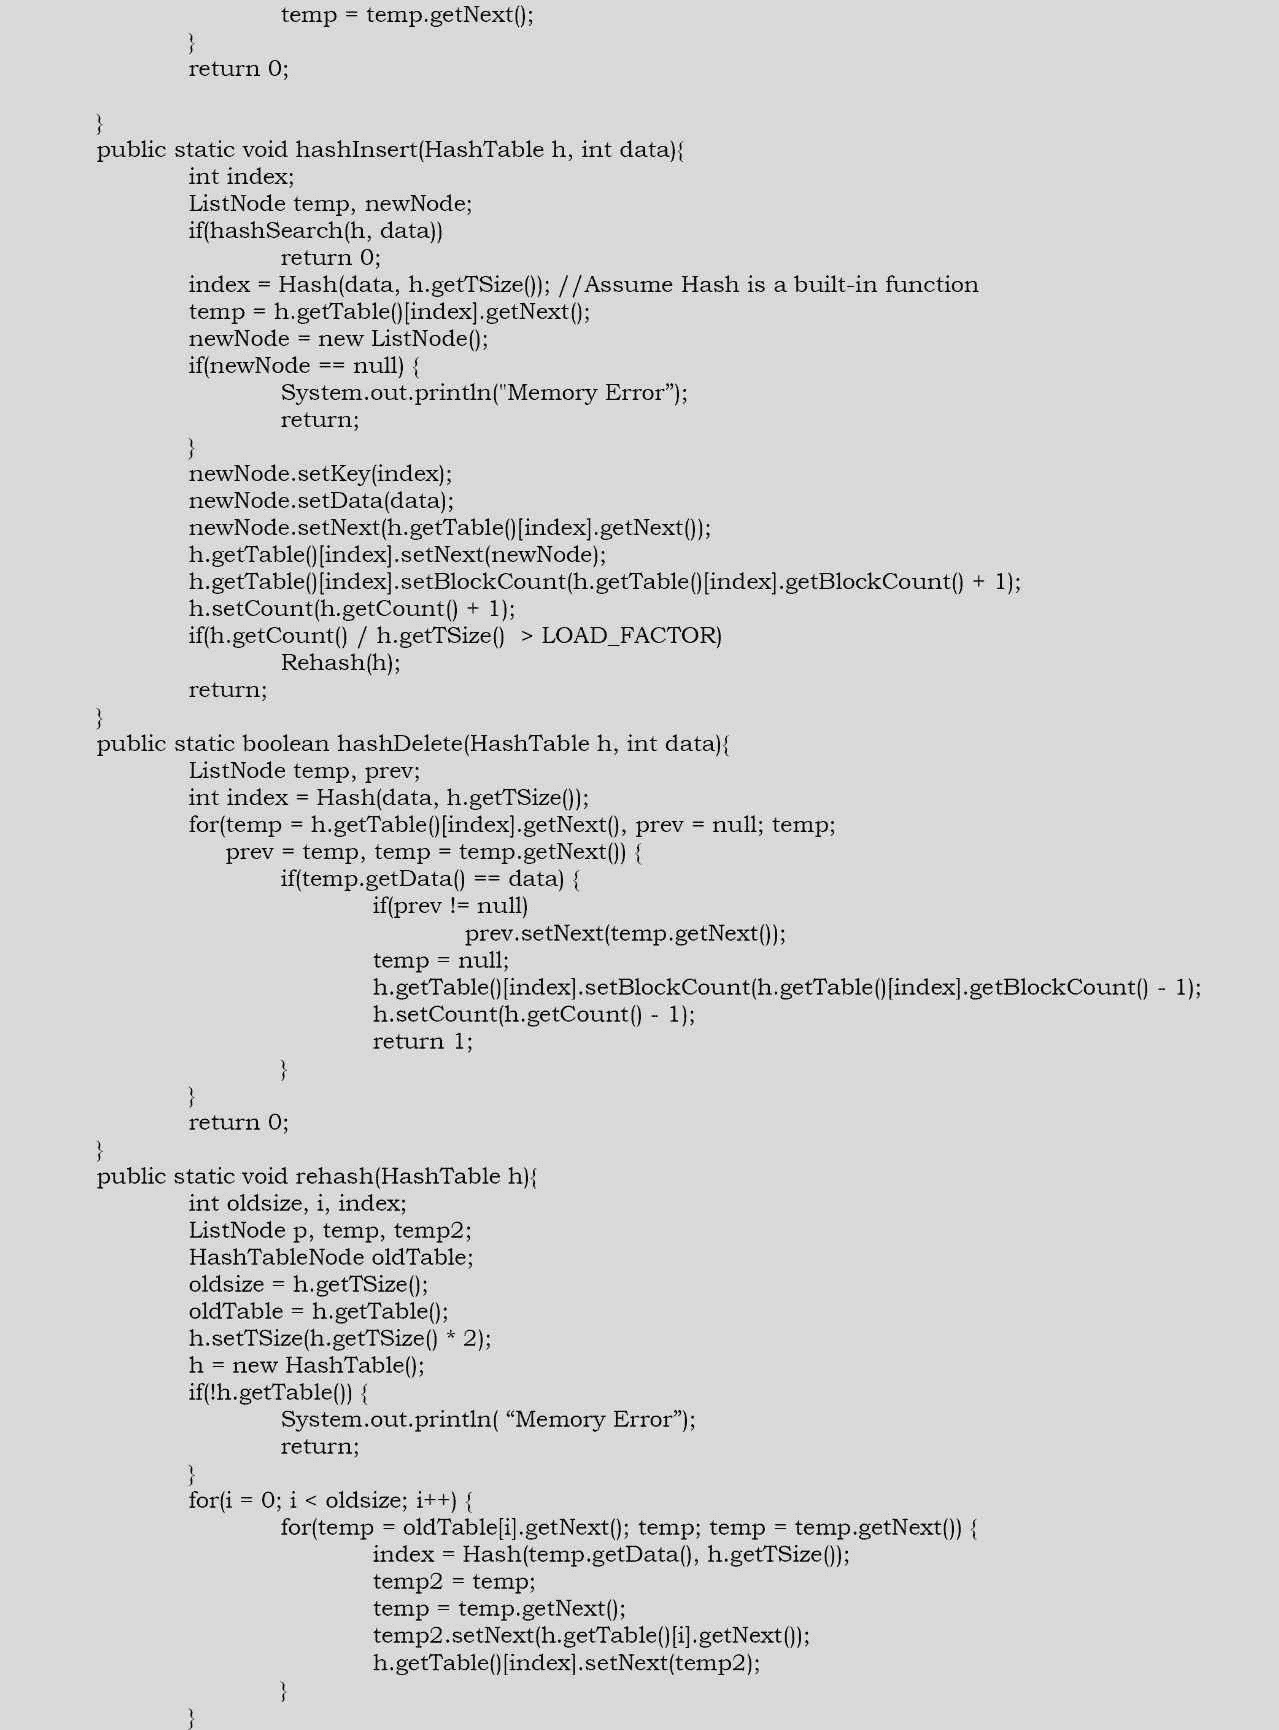 temp = temp.getNext();
}
return 0;
}
public static void hashInsert(HashTable h, int data){
int index;
ListNode temp, newNode;
if(hashSearch(h, data))
return 0;
index = Hash(data, h.getTSize()); //Assume Hash is a built-in function
temp = h.getTable()[index].getNext();
newNode = new ListNode();
if(newNode == null) {
System.out.println("Memory Error”);
return;
}
newNode.setKey(index);
newNode.setData(data);
newNode.setNext(h.getTable()[index].getNext());
h.getTable()[index].setNext(newNode);
h.getTable()[index].setBlockCount(h.getTable()[index].getBlockCount() + 1);
h.setCount(h.getCount() + 1);
if(h.getCount() / h.getTSize()  > LOAD_FACTOR)
Rehash(h);
return;
}
public static boolean hashDelete(HashTable h, int data){
ListNode temp, prev;
int index = Hash(data, h.getTSize());
for(temp = h.getTable()[index].getNext(), prev = null; temp;
prev = temp, temp = temp.getNext()) {
if(temp.getData() == data) {
if(prev != null)
prev.setNext(temp.getNext());
temp = null;
h.getTable()[index].setBlockCount(h.getTable()[index].getBlockCount() - 1);
h.setCount(h.getCount() - 1);
return 1;
}
}
return 0;
}
public static void rehash(HashTable h){
int oldsize, i, index;
ListNode p, temp, temp2;
HashTableNode oldTable;
oldsize = h.getTSize();
oldTable = h.getTable();
h.setTSize(h.getTSize() * 2);
h = new HashTable();
if(!h.getTable()) {
System.out.println( “Memory Error”);
return;
}
for(i = 0; i < oldsize; i++) {
for(temp = oldTable[i].getNext(); temp; temp = temp.getNext()) {
index = Hash(temp.getData(), h.getTSize());
temp2 = temp;
temp = temp.getNext();
temp2.setNext(h.getTable()[i].getNext());
h.getTable()[index].setNext(temp2);
}
}